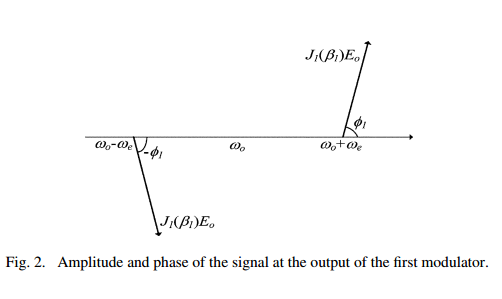 J₁(β₁)Eₒ
ϕ₁
ωₒ-ωₑ -ϕ₁ ωₒ ωₒ+ωₑ
J₁(β₁)Eₒ
Fig. 2. Amplitude and phase of the signal at the output of the first modulator.